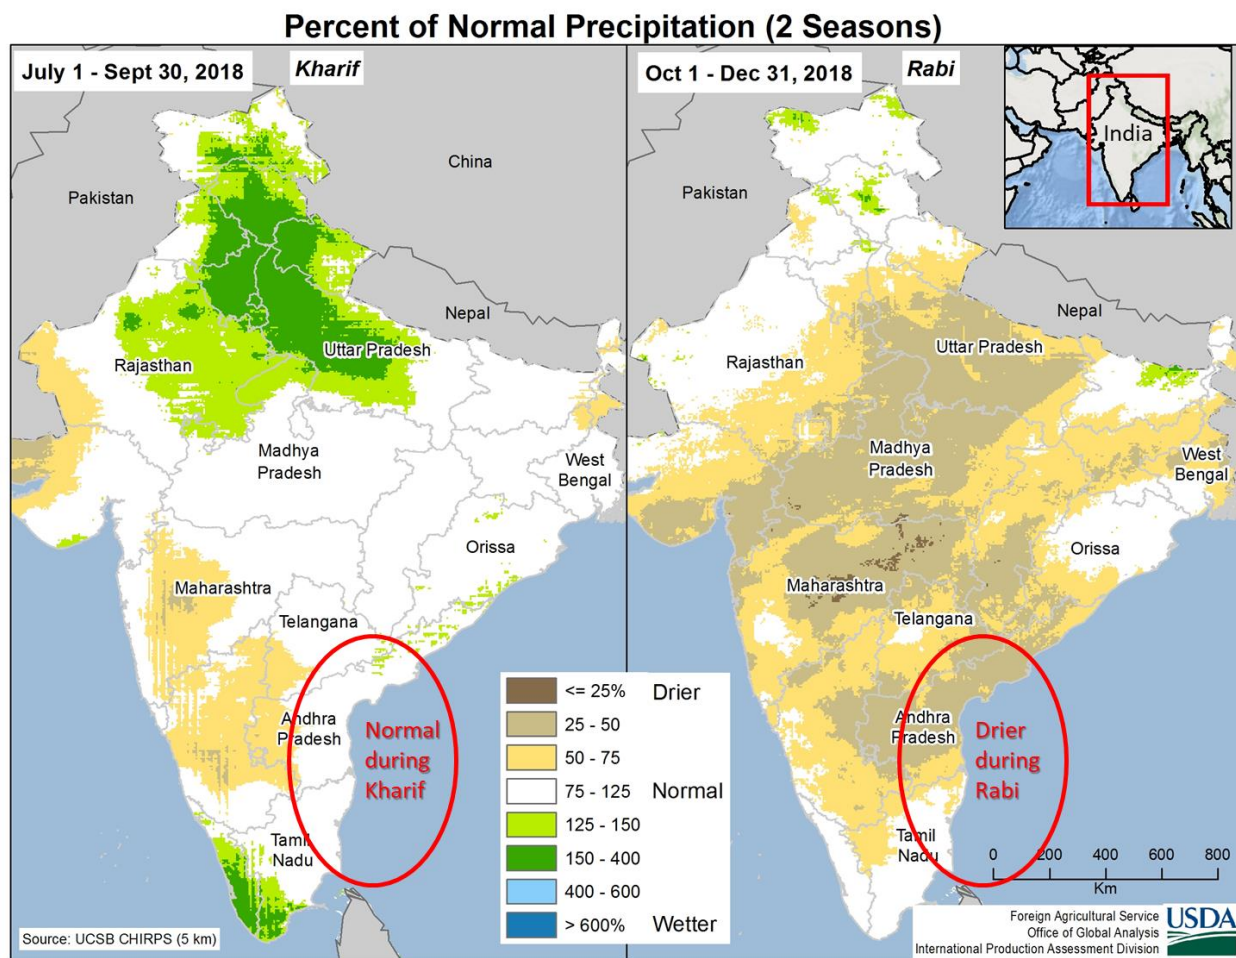 Percent of Normal Precipitation (2 Seasons)
July 1 - Sept 30, 2018
Kharif
China
Pakistan
Nepal
Rajasthan
Uttar Pradesh
Madhya
Pradesh
West
Bengal
Orissa
Maharashtra
Telangana
Andhra
Pradesh
Normal
during
Kharif
Tamil
Nadu
Source: UCSB CHIRPS (5 km)
<= 25% Drier
25 - 50
50 - 75
75 - 125 Normal
125 - 150
150 - 400
400 - 600
> 600% Wetter
Oct 1 - Dec 31, 2018
Rabi
India
China
Pakistan
Nepal
Uttar Pradesh
Rajasthan
Madhya
Pradesh
West
Bengal
Orissa
Maharashtra
Telangana
Andhra
Pradesh
Drier
during
Rabi
Tamil
Nadu
0 200 400 600 800
Km
Foreign Agricultural Service
Office of Global Analysis
International Production Assessment Division
USDA